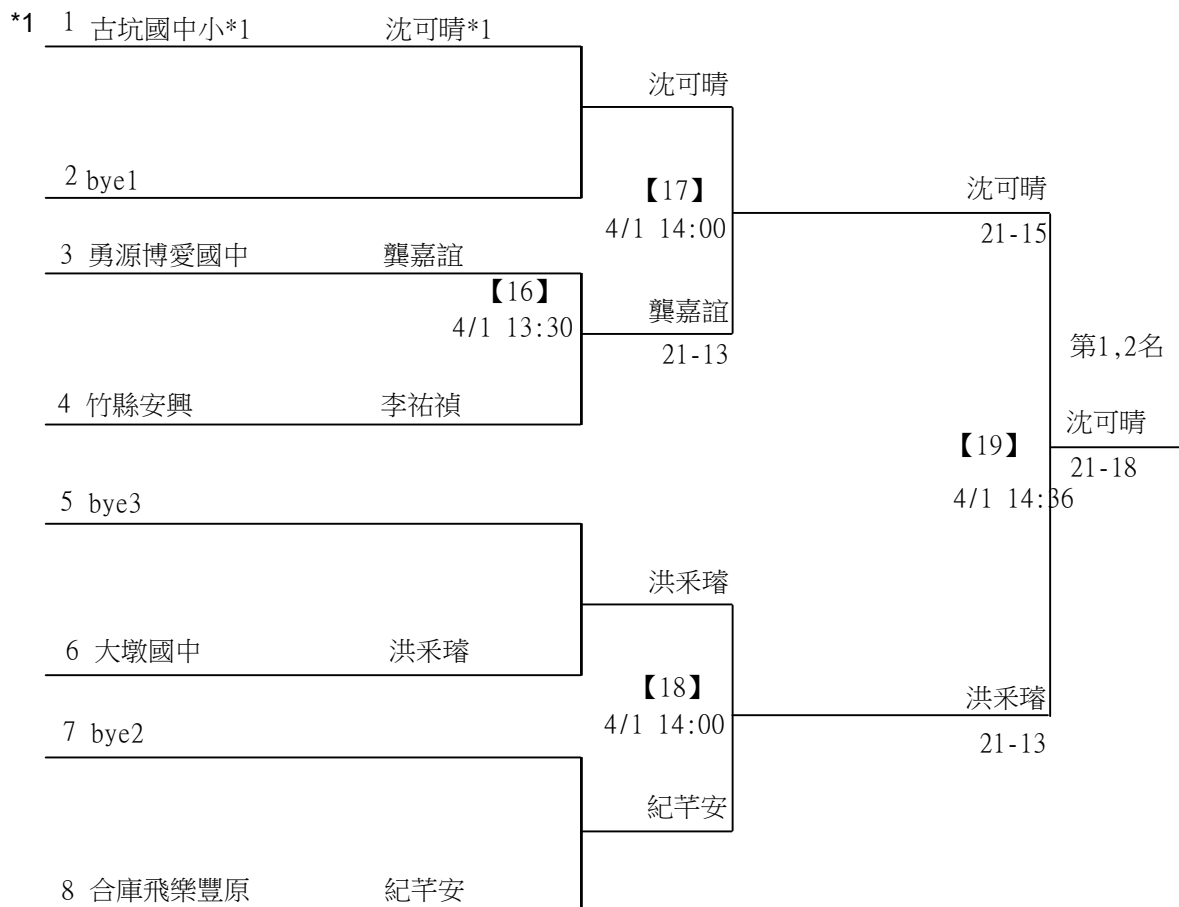 *1 1 古坑國中小*1 沈可晴*1
沈可晴
2 bye1
【17】
4/1 14:00
沈可晴
21-15
3 勇源博愛國中 龔嘉誼
【16】
4/1 13:30
龔嘉誼
21-13
第1,2名
4 竹縣安興 李祐禎
沈可晴
21-18
【19】
4/1 14:36
5 bye3
洪釆璿
6 大墩國中 洪釆璿
【18】
4/1 14:00
洪釆璿
21-13
7 bye2
紀芊安
8 合庫飛樂豐原 紀芊安